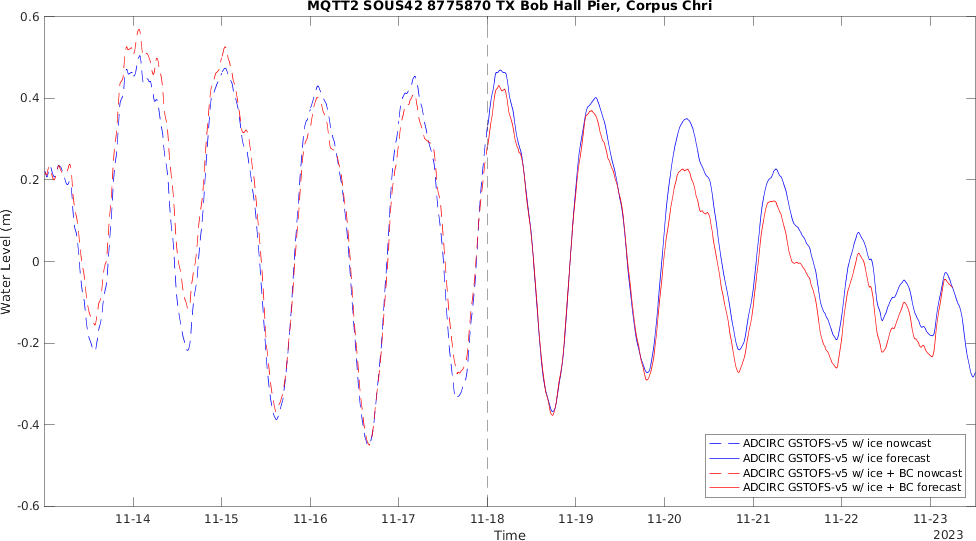 MQTT2 SOUS42 8775870 TX Bob Hall Pier, Corpus Chri
0.6
0.4
0.2
0
-0.2
-0.4
-0.6
Water Level (m)
11-14 11-15 11-16 11-17 11-18 11-19 11-20 11-21 11-22 11-23
Time
2023
ADCIRC GSTOFS-v5 w/ ice nowcast
ADCIRC GSTOFS-v5 w/ ice forecast
ADCIRC GSTOFS-v5 w/ ice + BC nowcast
ADCIRC GSTOFS-v5 w/ ice + BC forecast